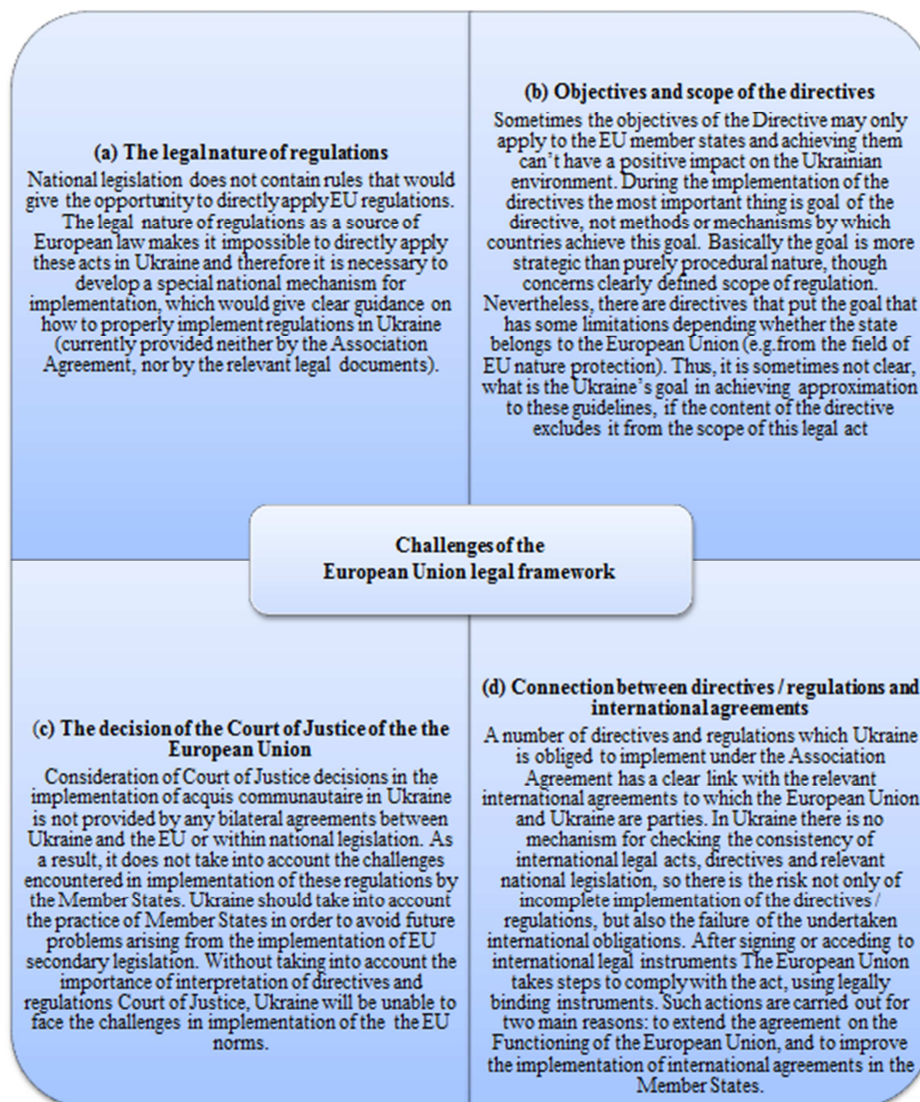 (a) The legal nature of regulations
National legislation does not contain rules that would
give the opportunity to directly apply EU regulations.
The legal nature of regulations as a source of
European law makes it impossible to directly apply
these acts in Ukraine and therefore it is necessary to
develop a special national mechanism for
implementation, which would give clear guidance on
how to properly implement regulations in Ukraine
(currently provided neither by the Association
Agreement, nor by the relevant legal documents).
(b) Objectives and scope of the directives
Sometimes the objectives of the Directive may only
apply to the EU member states and achieving them
can't have a positive impact on the Ukrainian
environment. During the implementation of the
directives the most important thing is goal of the
directive, not methods or mechanisms by which
countries achieve this goal. Basically the goal is more
strategic than purely procedural nature, though
concerns clearly defined scope of regulation.
Nevertheless, there are directives that put the goal that
has some limitations depending whether the state
belongs to the European Union (e.g.from the field of
EU nature protection). Thus, it is sometimes not clear,
what is the Ukraine's goal in achieving approximation
to these guidelines, if the content of the directive
excludes it from the scope of this legal act
Challenges of the
European Union legal framework
(c) The decision of the Court of Justice of the the
European Union
Consideration of Court of Justice decisions in the
implementation of acquis communautaire in Ukraine
is not provided by any bilateral agreements between
Ukraine and the EU or within national legislation. As
a result, it does not take into account the challenges
encountered in implementation of these regulations by
the Member States. Ukraine should take into account
the practice of Member States in order to avoid future
problems arising from the implementation of EU
secondary legislation. Without taking into account the
importance of interpretation of directives and
regulations Court of Justice, Ukraine will be unable to
face the challenges in implementation of the the EU
norms.
(d) Connection between directives / regulations and
international agreements
A number of directives and regulations which Ukraine
is obliged to implement under the Association
Agreement has a clear link with the relevant
international agreements to which the European Union
and Ukraine are parties. In Ukraine there is no
mechanism for checking the consistency of
international legal acts, directives and relevant
national legislation, so there is the risk not only of
incomplete implementation of the directives /
regulations, but also the failure of the undertaken
international obligations. After signing or acceding to
international legal instruments The European Union
takes steps to comply with the act, using legally
binding instruments. Such actions are carried out for
two main reasons: to extend the agreement on the
Functioning of the European Union, and to improve
the implementation of international agreements in the
Member States.